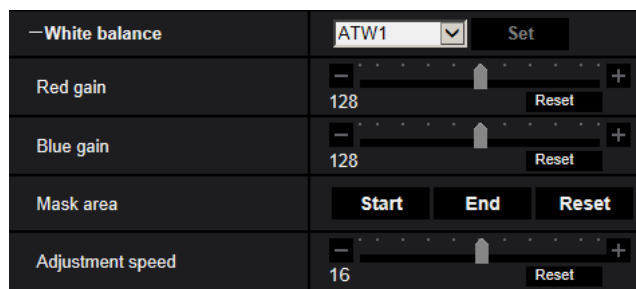 —White balance ATW1 Set
Red gain − +
128 Reset
Blue gain − +
128 Reset
Mask area Start End Reset
Adjustment speed − +
16 Reset